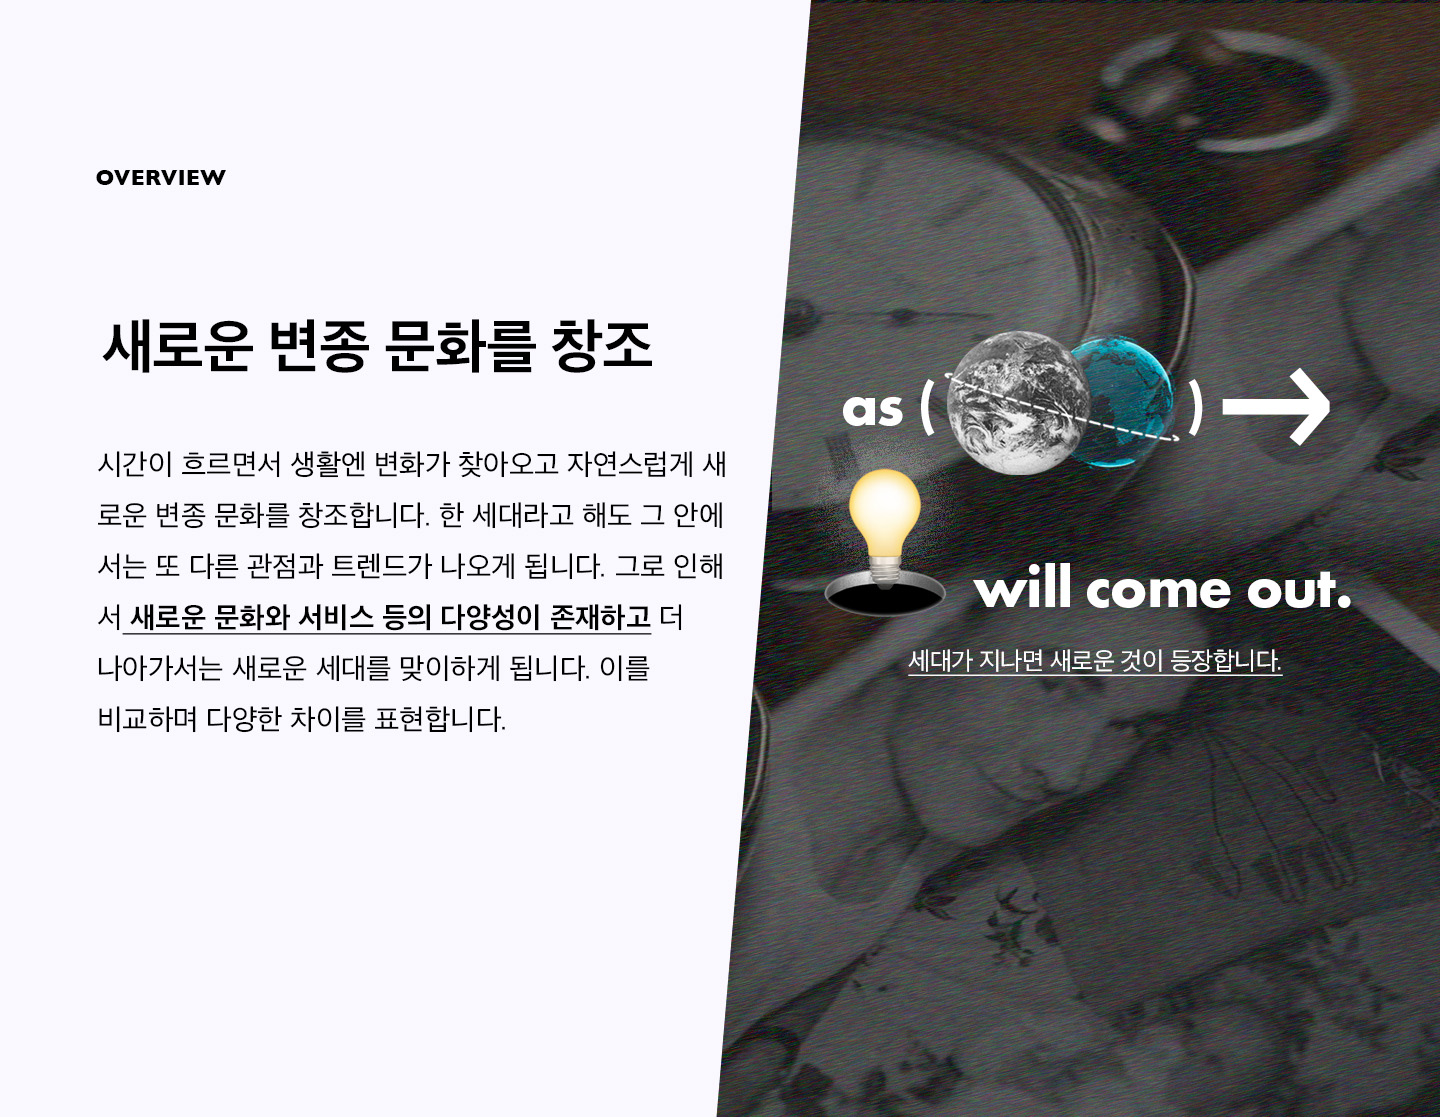 OVERVIEW
새로운 변종 문화를 창조
시간이 흐르면서 생활엔 변화가 찾아오고 자연스럽게 새
로운 변종 문화를 창조합니다. 한 세대라고 해도 그 안에
서는 또 다른 관점과 트렌드가 나오게 됩니다. 그로 인해
서 새로운 문화와 서비스 등의 다양성이 존재하고 더
나아가서는 새로운 세대를 맞이하게 됩니다. 이를
비교하며 다양한 차이를 표현합니다.
as ( ) →
will come out.
세대가 지나면 새로운 것이 등장합니다.